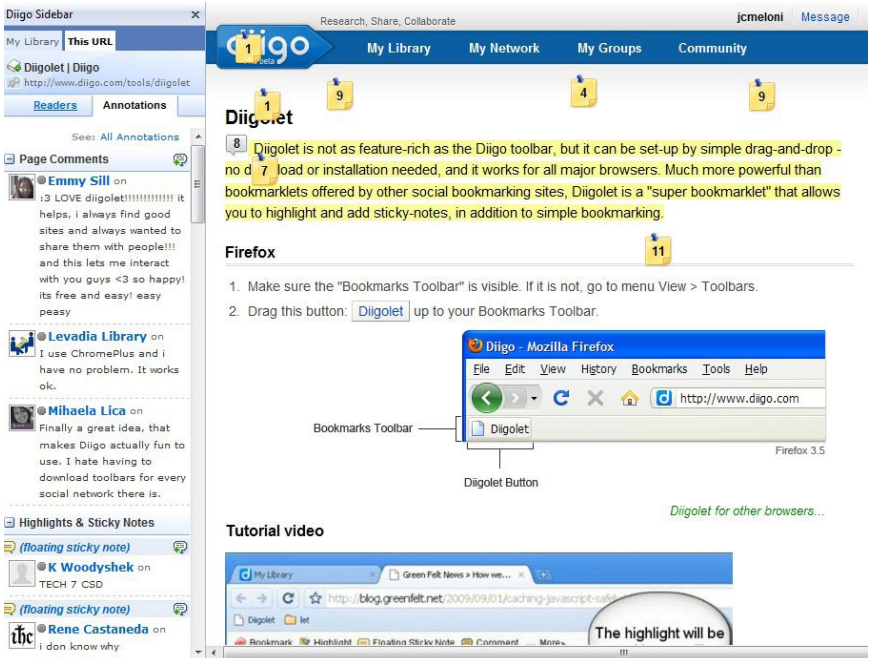 Diigo Sidebar
My Library This URL
Diigolet | Diigo
http://www.diigo.com/tools/diigolet
Readers Annotations
See: All Annotations
Page Comments
Emmy Sill on
:3 LOVE diigolet!!!!!!!!!!!!! it
helps, i always find good
sites and always wanted to
share them with people!!!
and this lets me interact
with you guys <3 so happy!
its free and easy! easy
peasy
Levadia Library on
I use ChromePlus and i
have no problem. It works
ok.
Mihaela Lica on
Finally a great idea, that
makes Diigo actually fun to
use. I hate having to
download toolbars for every
social network there is.
Highlights & Sticky Notes
(floating sticky note)
K Woodyshek on
TECH 7 CSD
(floating sticky note)
ihc
Rene Castaneda on
i don know why
Research, Share, Collaborate
jcmeloni Message
diigo
beta
1
My Library My Network My Groups Community
9
4
9
1
Diigolet
8
Diigolet is not as feature-rich as the Diigo toolbar, but it can be set-up by simple drag-and-drop -
no d load or installation needed, and it works for all major browsers. Much more powerful than
7
bookmarklets offered by other social bookmarking sites, Diigolet is a "super bookmarklet" that allows
you to highlight and add sticky-notes, in addition to simple bookmarking.
11
Firefox
1. Make sure the "Bookmarks Toolbar" is visible. If it is not, go to menu View > Toolbars.
2. Drag this button: Diigolet up to your Bookmarks Toolbar.
Diigo - Mozilla Firefox
File Edit View History Bookmarks Tools Help
http://www.diigo.com
Bookmarks Toolbar
Diigolet
Firefox 3.5
Diigolet Button
Diigolet for other browsers...
Tutorial video
My Library
Green Felt News » How we...
http://blog.greenfelt.net/2009/09/01/caching-javascript-safel
Diigolet let
Bookmark Highlight Floating Sticky Note Comment ... More»
The highlight will be